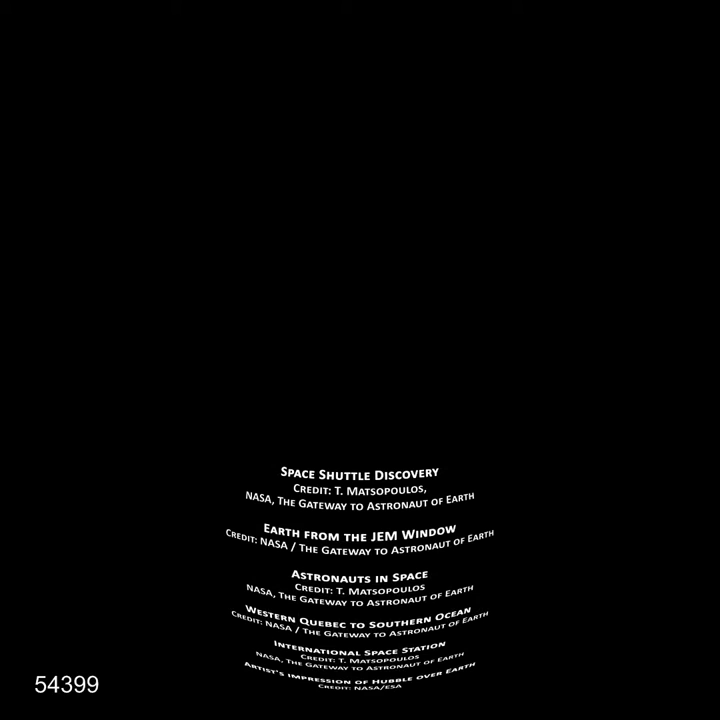 Space Shuttle Discovery
Credit: T. Matsopoulos,
NASA, The Gateway to Astronaut of Earth
Earth from the JEM Window
Credit: NASA / The Gateway to Astronaut of Earth
Astronauts in Space
Credit: T. Matsopoulos
NASA, The Gateway to Astronaut of Earth
Western Quebec to Southern Ocean
Credit: NASA / The Gateway to Astronaut of Earth
International Space Station
Credit: T. Matsopoulos
NASA, The Gateway to Astronaut of Earth
Artist's impression of Hubble over Earth
Credit: NASA/ESA
54399